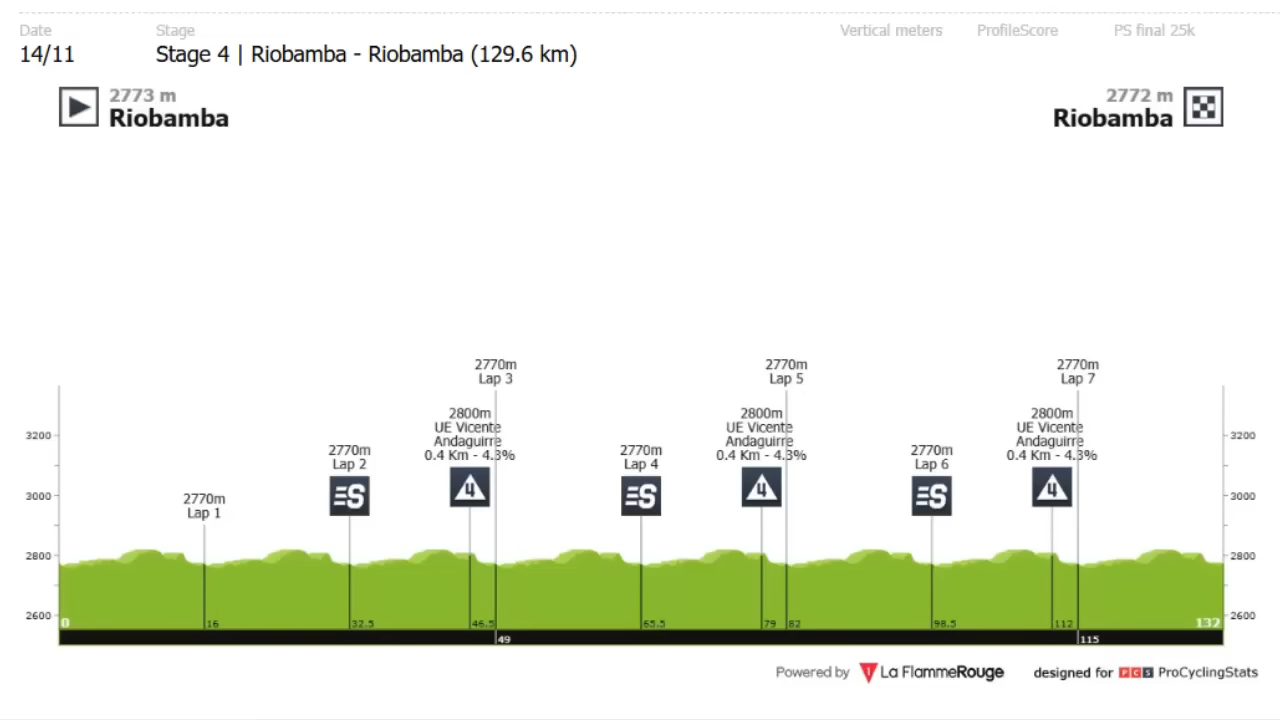 Date
Stage
Vertical meters
ProfileScore
PS final 25k
14/11
Stage 4 | Riobamba - Riobamba (129.6 km)
2773 m
Riobamba
2772 m
Riobamba
2770m
Lap 3
2770m
Lap 5
2770m
Lap 7
2800m
UE Vicente
Andaguirre
0.4 Km - 4.3%
2800m
UE Vicente
Andaguirre
0.4 Km - 4.3%
2800m
UE Vicente
Andaguirre
0.4 Km - 4.3%
2770m
Lap 2
2770m
Lap 4
2770m
Lap 6
S
4
S
4
S
4
2770m
Lap 1
3200
3000
2800
2600
3200
3000
2800
2600
0
16
32.5
46.5
65.5
79
82
98.5
112
132
49
115
Powered by La FlammeRouge
designed for PCS ProCyclingStats